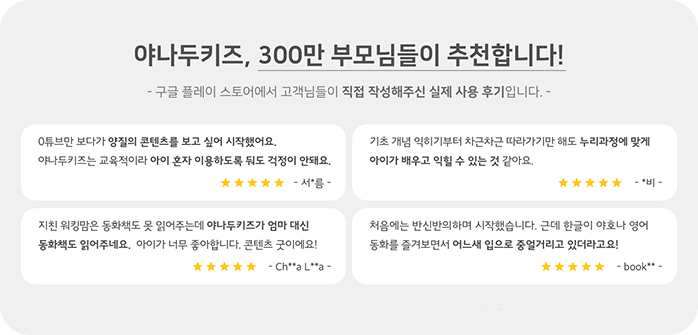 야나두키즈, 300만 부모님들이 추천합니다!
- 구글 플레이 스토어에서 고객님들이 직접 작성해주신 실제 사용 후기입니다. -
0튜브만 보다가 양질의 콘텐츠를 보고 싶어 시작했어요.
야나두키즈는 교육적이라 아이 혼자 이용하도록 둬도 걱정이 안돼요.
★★★★★ - 서*름 -
기초 개념 익히기부터 차근차근 따라가기만 해도 누리과정에 맞게
아이가 배우고 익힐 수 있는 것 같아요.
★★★★★ - *비 -
지친 워킹맘은 동화책도 못 읽어주는데 야나두키즈가 엄마 대신
동화책도 읽어주네요. 아이가 너무 좋아합니다. 콘텐츠 굿이에요!
★★★★★ - Ch**a L**a -
처음에는 반신반의하며 시작했습니다. 근데 한글이 야호나 영어
동화를 즐겨보면서 어느새 입으로 중얼거리고 있더라고요!
★★★★★ - book** -